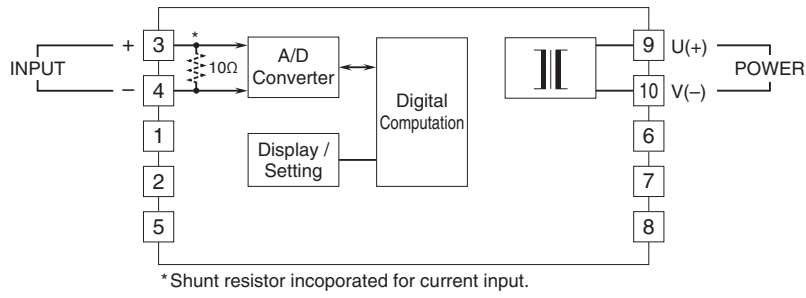 INPUT
+ 3
*
10Ω
− 4
1
2
5
A/D
Converter
Display /
Setting
Digital
Computation
9 U(+)
10 V(−)
POWER
6
7
8
*Shunt resistor incoporated for current input.